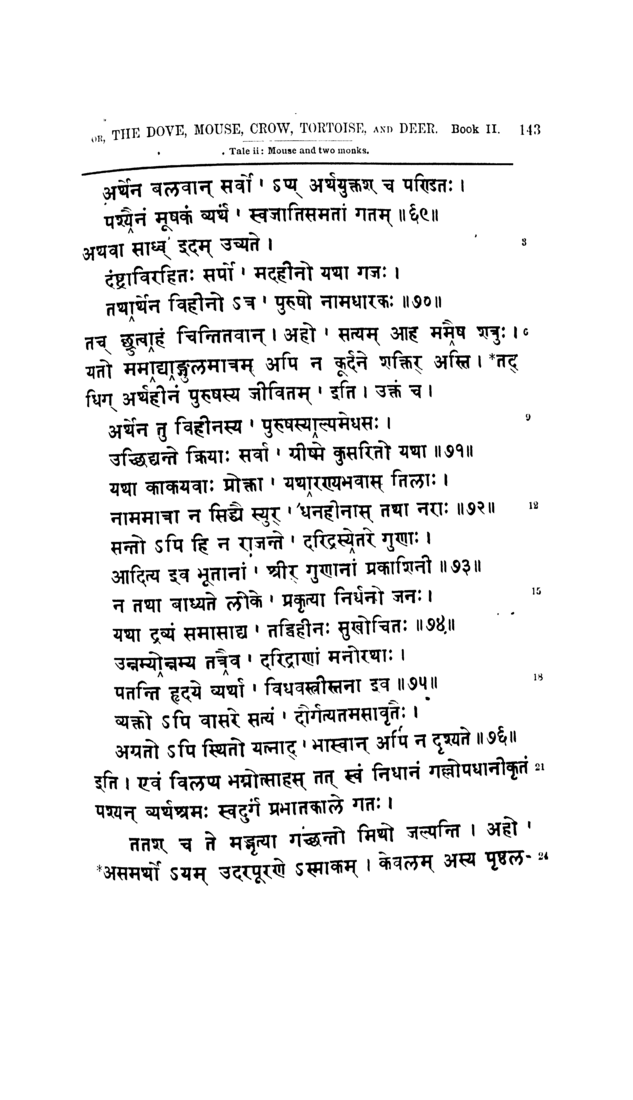 OR, THE DOVE, MOUSE, CROW, TORTOISE, AND DEER. Book II. 143
Tale ii: Mouse and two monks.
अर्थेन बलवान् सर्वो ' ऽप्य् अर्थयुक्तश् च पण्डितः ।
पश्यैनं मूषकं व्यर्थं ' स्वजातिसमतां गतम् ॥६९॥
अथवा साध्व् इदम् उच्यते । 3
दंष्ट्राविरहितः सर्पो ' मदहीनो यथा गजः ।
तथार्थेन विहीनो ऽत्र ' पुरुषो नामधारकः ॥७०॥
तच् छ्रुत्वाहं चिन्तितवान् । अहो ' सत्यम् आह ममैष शत्रुः । 6
यतो ममाद्याङ्गुलमात्रम् अपि न कूर्दने शक्तिर् अस्ति । *तद्
धिग् अर्थहीनं पुरुषस्य जीवितम् ' इति । उक्तं च ।
अर्थेन तु विहीनस्य ' पुरुषस्याल्पमेधसः । 9
उच्छिद्यन्ते क्रियाः सर्वा ' ग्रीष्मे कुसरितो यथा ॥७१॥
यथा काकयवाः प्रोक्ता ' यथारण्यभवास् तिलाः ।
नाममात्रा न सिद्धै स्युर् ' धनहीनास् तथा नराः ॥७२॥ 12
सन्तो ऽपि हि न राजन्ते ' दरिद्रस्येतरे गुणाः ।
आदित्य इव भूतानां ' श्रीर् गुणानां प्रकाशिनी ॥७३॥
न तथा बाध्यते लोके ' प्रकृत्या निर्धनो जनः । 15
यथा द्रव्यं समासाद्य ' तद्विहीनः सुखोचितः ॥७४॥
उन्नम्योन्नम्य तत्रैव ' दरिद्राणां मनोरथाः ।
पतन्ति हृदये व्यर्था ' विधवस्त्रीस्तना इव ॥७५॥ 18
व्यक्तो ऽपि वासरे सत्यं ' दौर्गत्यतमसावृतः ।
अग्रतो ऽपि स्थितो यत्नाद् ' भास्वान् अपि न दृश्यते ॥७६॥
इति । एवं विलप्य भग्नोत्साहस् तत् स्वं निधानं गल्लोपधानीकृतं 21
पश्यन् व्यर्थश्रमः स्वदुर्गं प्रभातकाले गतः ।
ततश् च ते मद्भृत्या गच्छन्तो मिथो जल्पन्ति । अहो '
*असमर्थो ऽयम् उदरपूरणे ऽस्माकम् । केवलम् अस्य पृष्ठल- 24